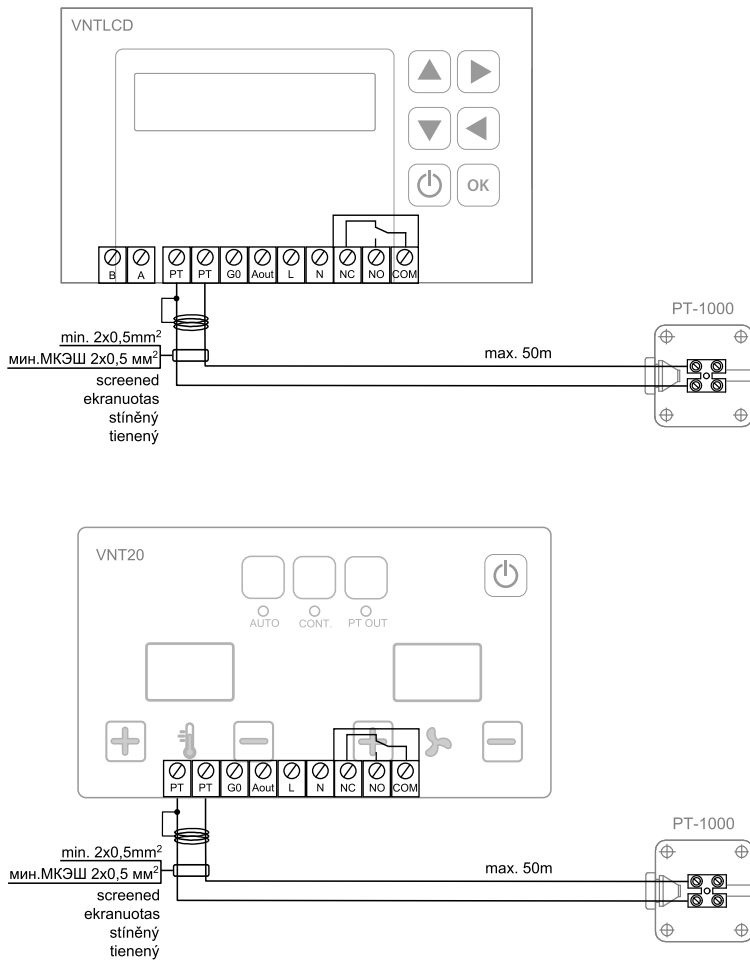 VNTLCD
OK
B A PT PT G0 Aout L N NC NO COM
PT-1000
min. 2x0,5mm²
мин.МКЭШ 2x0,5 мм²
max. 50m
screened
ekranuotas
stíněný
tienený
VNT20
AUTO CONT. PT OUT
PT PT G0 Aout L N NC NO COM
PT-1000
min. 2x0,5mm²
мин.МКЭШ 2x0,5 мм²
max. 50m
screened
ekranuotas
stíněný
tienený